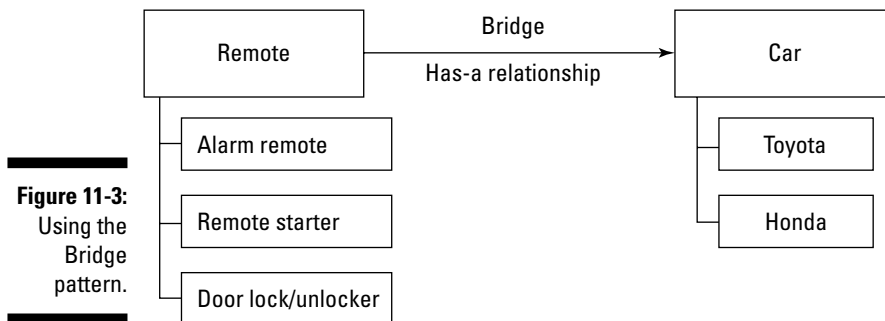 Bridge
Remote
Has-a relationship
Car
Alarm remote
Toyota
Remote starter
Honda
Door lock/unlocker
Figure 11-3:
Using the
Bridge
pattern.